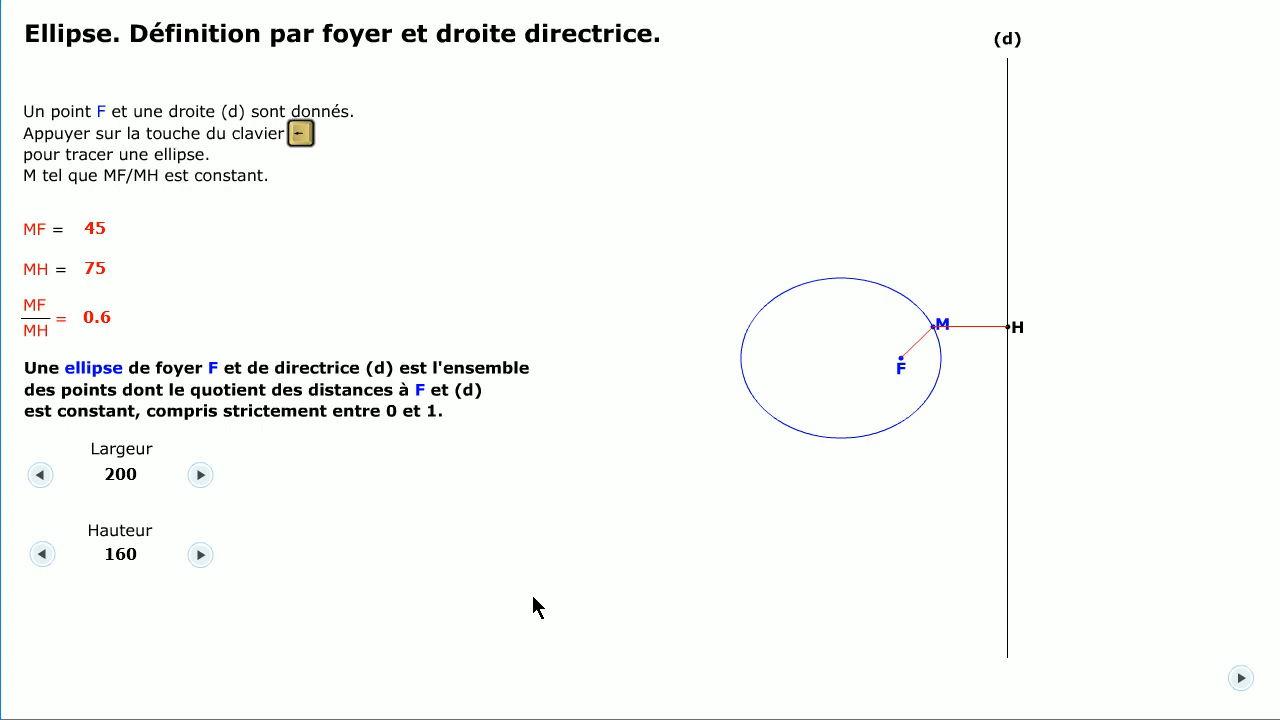 Ellipse. Définition par foyer et droite directrice.
(d)
Un point F et une droite (d) sont donnés.
Appuyer sur la touche du clavier ←
pour tracer une ellipse.
M tel que MF/MH est constant.
MF = 45
MH = 75
MF
MH
= 0.6
Une ellipse de foyer F et de directrice (d) est l'ensemble
des points dont le quotient des distances à F et (d)
est constant, compris strictement entre 0 et 1.
M
H
F
Largeur
200
Hauteur
160